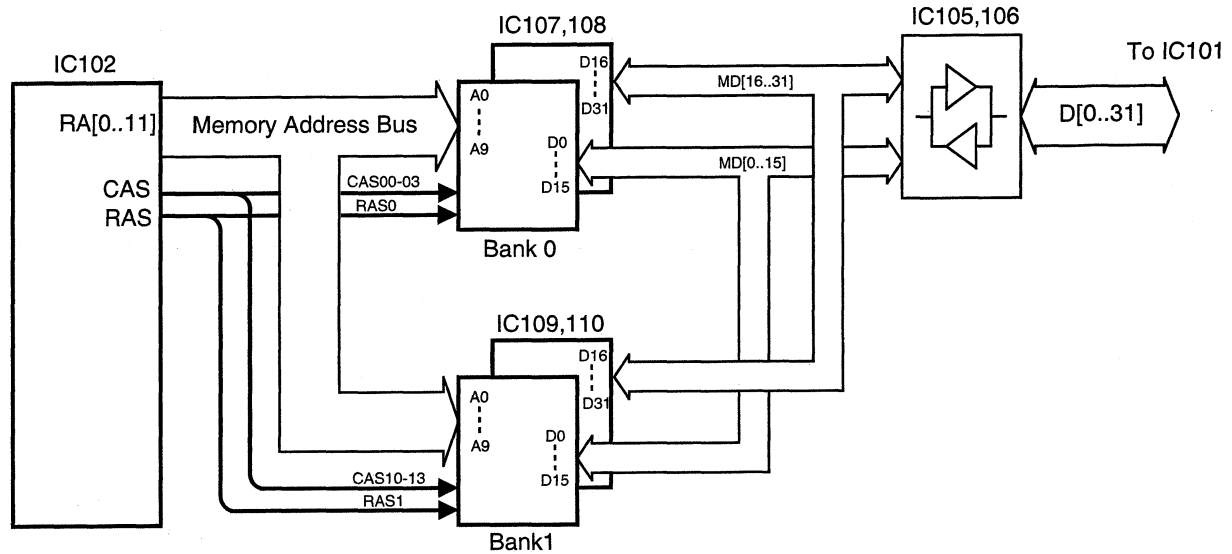 IC102
RA[0..11]
CAS
RAS
Memory Address Bus
CAS00-03
RAS0
IC107,108
D16
D31
A0
A9
D0
D15
Bank 0
MD[16..31]
MD[0..15]
IC105,106
To IC101
D[0..31]
IC109,110
D16
D31
A0
A9
D0
D15
CAS10-13
RAS1
Bank1